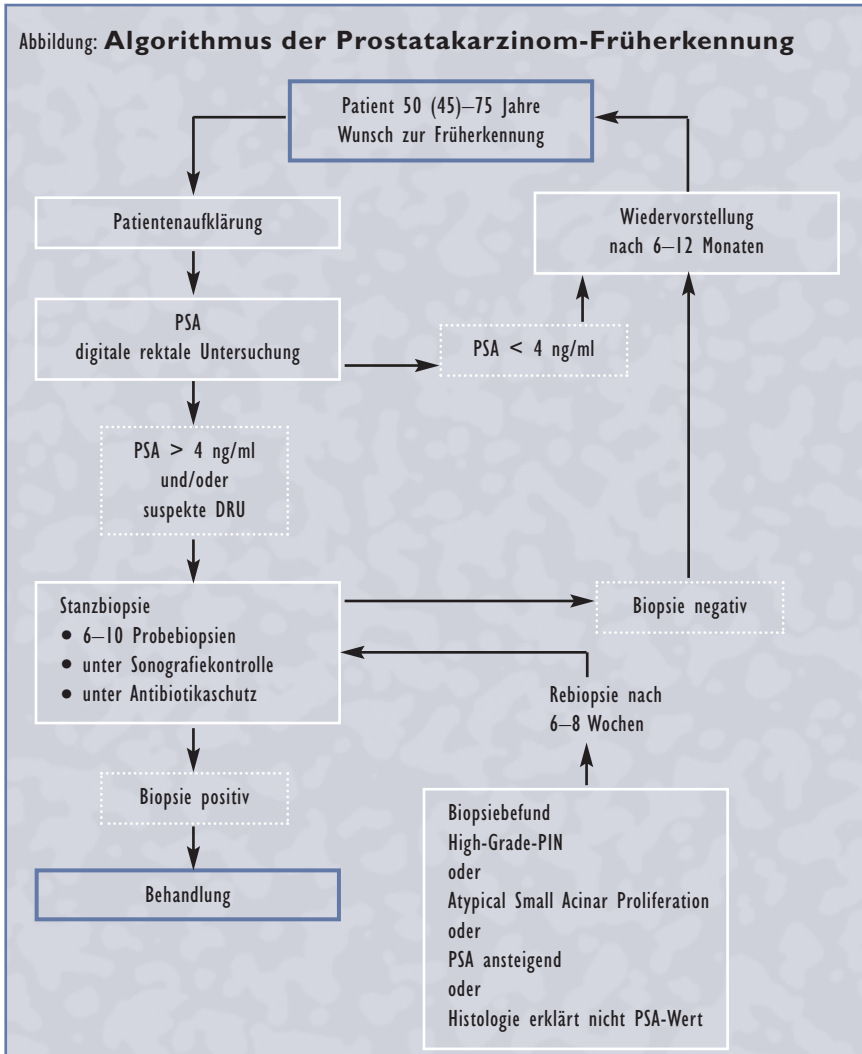 Abbildung: Algorithmus der Prostatakarzinom-Früherkennung
Patient 50 (45)–75 Jahre
Wunsch zur Früherkennung
Patientenaufklärung
Wiedervorstellung
nach 6–12 Monaten
PSA
digitale rektale Untersuchung
PSA < 4 ng/ml
PSA > 4 ng/ml
und/oder
suspekte DRU
Stanzbiopsie
• 6–10 Probebiopsien
• unter Sonografiekontrolle
• unter Antibiotikaschutz
Biopsie negativ
Rebiopsie nach
6–8 Wochen
Biopsie positiv
Behandlung
Biopsiebefund
High-Grade-PIN
oder
Atypical Small Acinar Proliferation
oder
PSA ansteigend
oder
Histologie erklärt nicht PSA-Wert